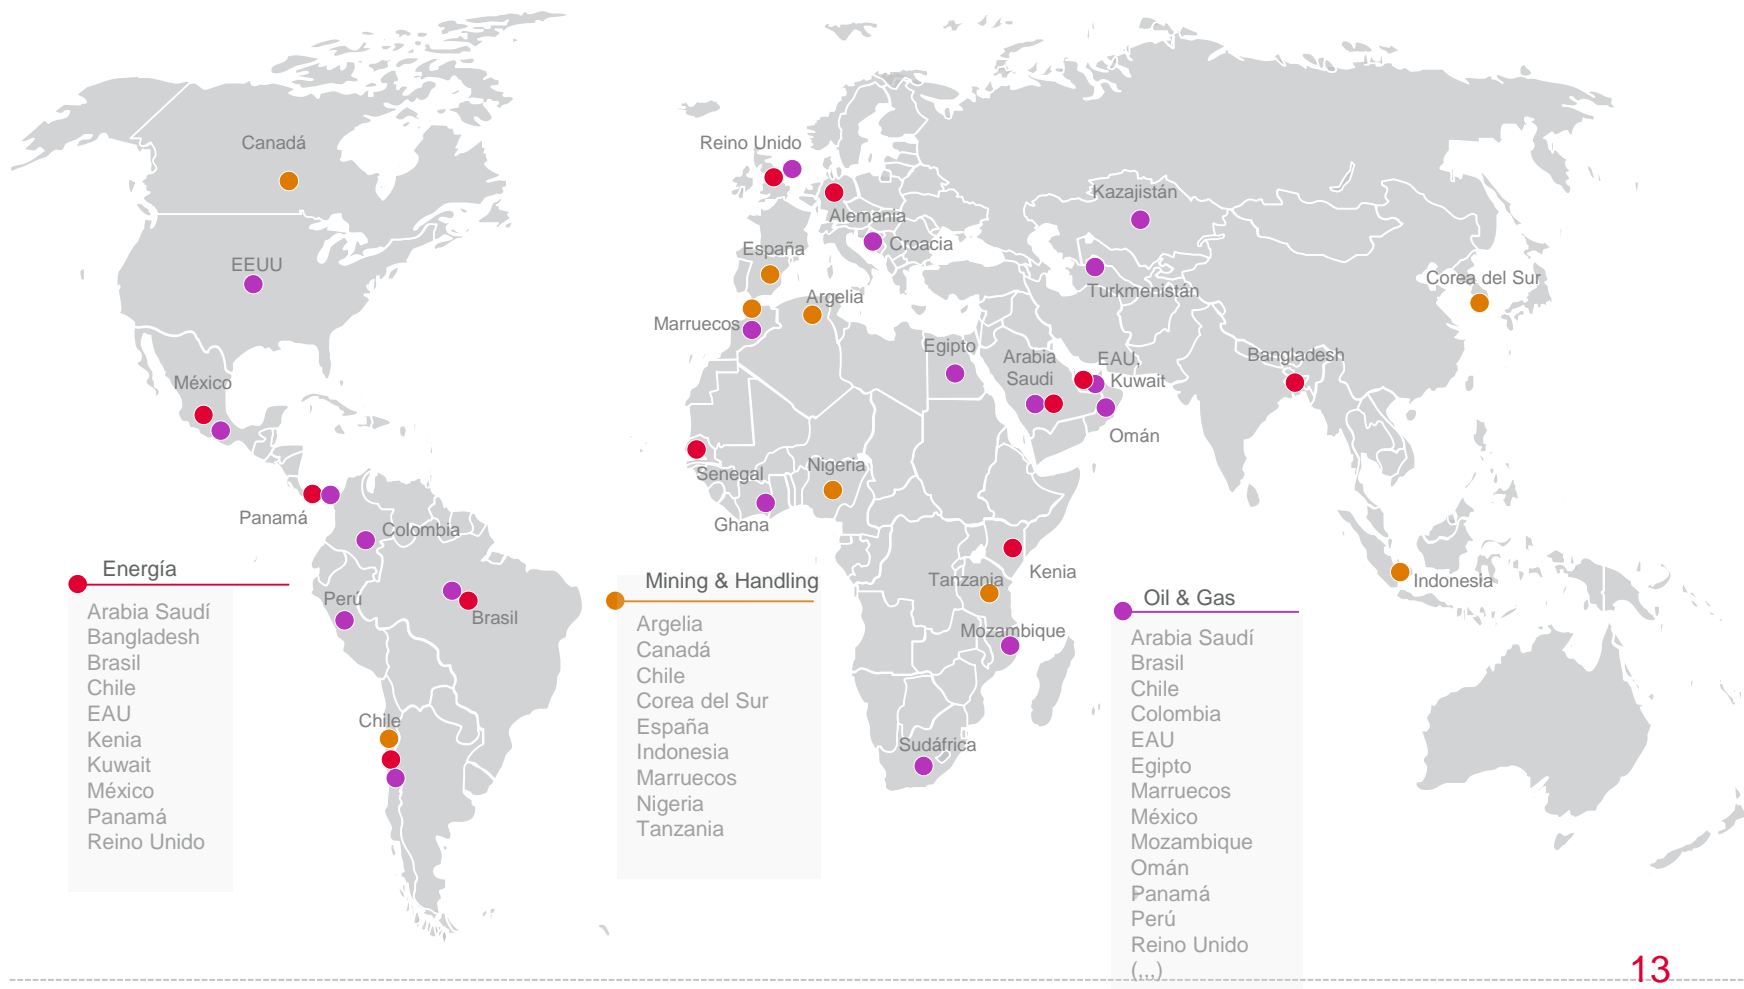 Canadá
Reino Unido
Kazajistán
Alemania
España
Croacia
EEUU
Corea del Sur
Turkmenistán
Argelia
Marruecos
Egipto
Arabia
Saudi
EAU,
Kuwait
Bangladesh
México
Omán
Senegal
Nigeria
Panamá
Colombia
Ghana
Kenia
Tanzania
Indonesia
Perú
Brasil
Mozambique
Chile
Sudáfrica
Energía
Arabia Saudí
Bangladesh
Brasil
Chile
EAU
Kenia
Kuwait
México
Panamá
Reino Unido
Mining & Handling
Argelia
Canadá
Chile
Corea del Sur
España
Indonesia
Marruecos
Nigeria
Tanzania
Oil & Gas
Arabia Saudí
Brasil
Chile
Colombia
EAU
Egipto
Marruecos
México
Mozambique
Omán
Panamá
Perú
Reino Unido
(,,,)
13